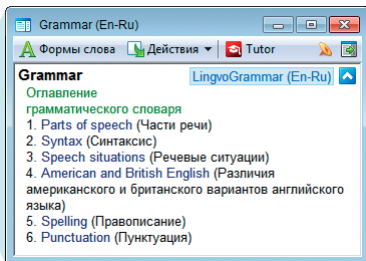 Grammar (En-Ru)
Формы слова Действия Tutor
Grammar LingvoGrammar (En-Ru)
Оглавление
грамматического словаря
1. Parts of speech (Части речи)
2. Syntax (Синтаксис)
3. Speech situations (Речевые ситуации)
4. American and British English (Различия
американского и британского вариантов английского
языка)
5. Spelling (Правописание)
6. Punctuation (Пунктуация)